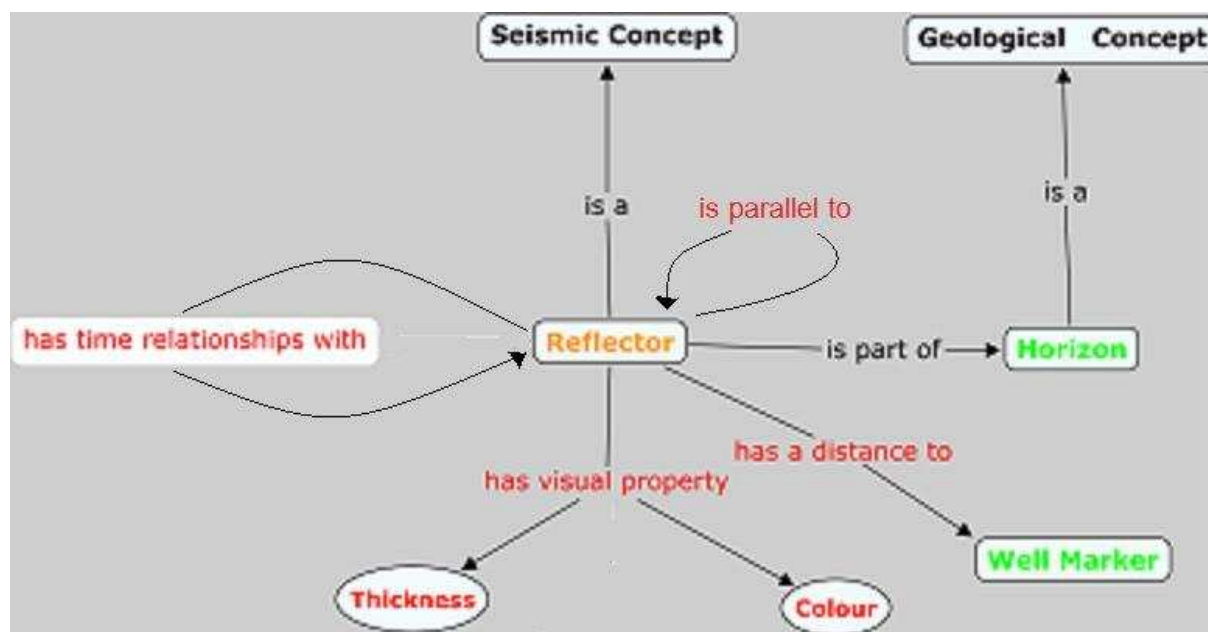 Seismic Concept
Geological Concept
is a
is a
is parallel to
has time relationships with
Reflector
is part of
Horizon
has a distance to
has visual property
Well Marker
Thickness
Colour